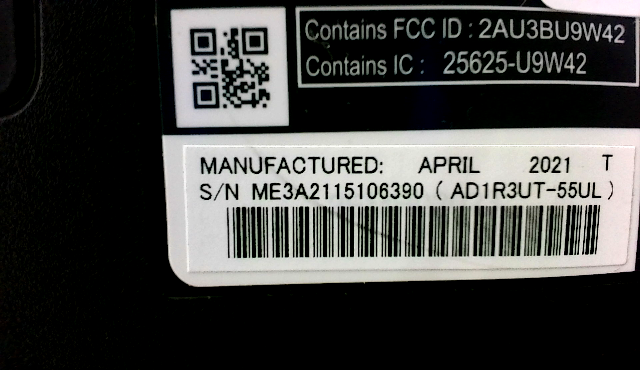 Contains FCC ID : 2AU3BU9W42
Contains IC : 25625-U9W42
MANUFACTURED: APRIL 2021 T
S/N ME3A2115106390 ( AD1R3UT-55UL )